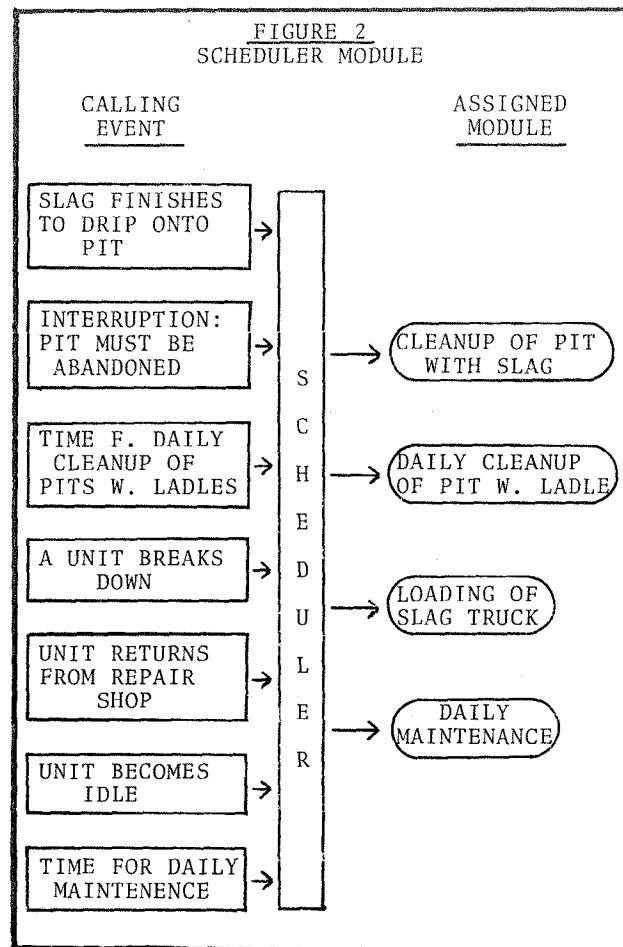 FIGURE 2
SCHEDULER MODULE
CALLING
EVENT
ASSIGNED
MODULE
SLAG FINISHES
TO DRIP ONTO
PIT
INTERRUPTION:
PIT MUST BE
ABANDONED
TIME F. DAILY
CLEANUP OF
PITS W. LADLES
A UNIT BREAKS
DOWN
UNIT RETURNS
FROM REPAIR
SHOP
UNIT BECOMES
IDLE
TIME FOR DAILY
MAINTENENCE
S
C
H
E
D
U
L
E
R
CLEANUP OF PIT
WITH SLAG
DAILY CLEANUP
OF PIT W. LADLE
LOADING OF
SLAG TRUCK
DAILY
MAINTENANCE